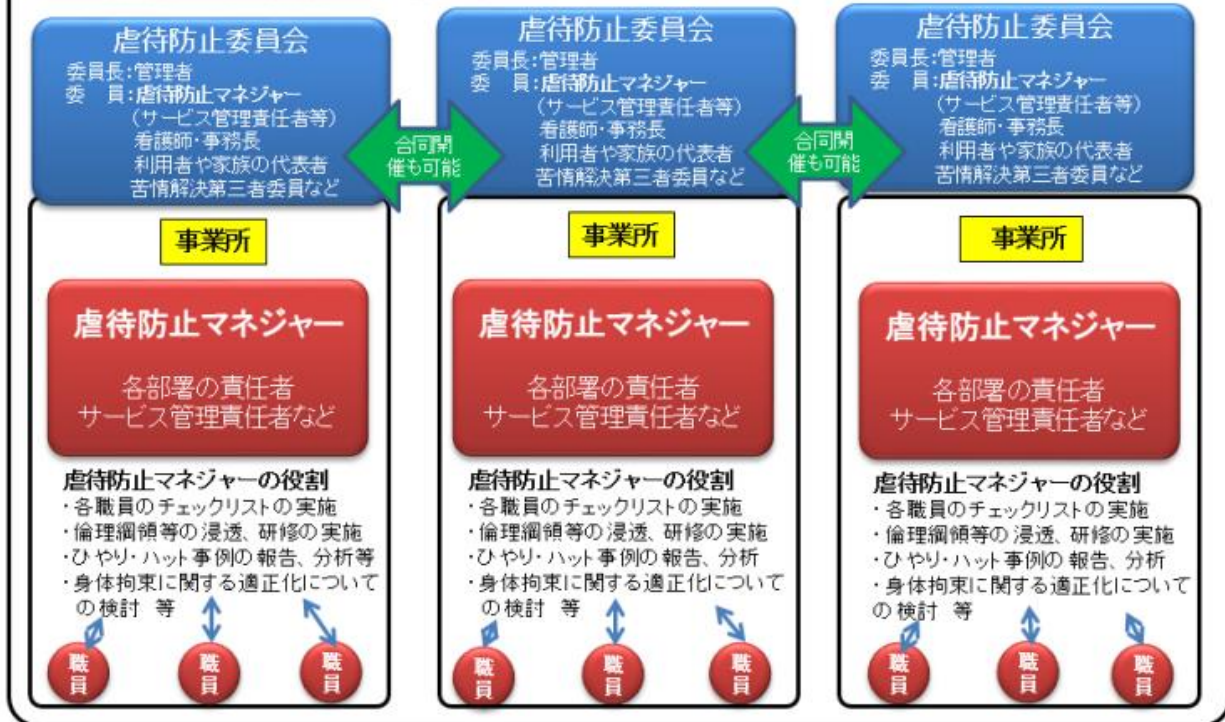 虐待防止委員会
委員長：管理者
委　員：虐待防止マネジャー
（サービス管理責任者等）
看護師・事務長
利用者や家族の代表者
苦情解決第三者委員など
合同開
催も可能
虐待防止委員会
委員長：管理者
委　員：虐待防止マネジャー
（サービス管理責任者等）
看護師・事務長
利用者や家族の代表者
苦情解決第三者委員など
合同開
催も可能
虐待防止委員会
委員長：管理者
委　員：虐待防止マネジャー
（サービス管理責任者等）
看護師・事務長
利用者や家族の代表者
苦情解決第三者委員など
事業所
虐待防止マネジャー
各部署の責任者
サービス管理責任者など
虐待防止マネジャーの役割
・各職員のチェックリストの実施
・倫理綱領等の浸透、研修の実施
・ひやり・ハット事例の報告、分析等
・身体拘束に関する適正化について
の検討　等
職員
職員
職員
事業所
虐待防止マネジャー
各部署の責任者
サービス管理責任者など
虐待防止マネジャーの役割
・各職員のチェックリストの実施
・倫理綱領等の浸透、研修の実施
・ひやり・ハット事例の報告、分析
・身体拘束に関する適正化について
の検討　等
職員
職員
職員
事業所
虐待防止マネジャー
各部署の責任者
サービス管理責任者など
虐待防止マネジャーの役割
・各職員のチェックリストの実施
・倫理綱領等の浸透、研修の実施
・ひやり・ハット事例の報告、分析
・身体拘束に関する適正化について
の検討　等
職員
職員
職員